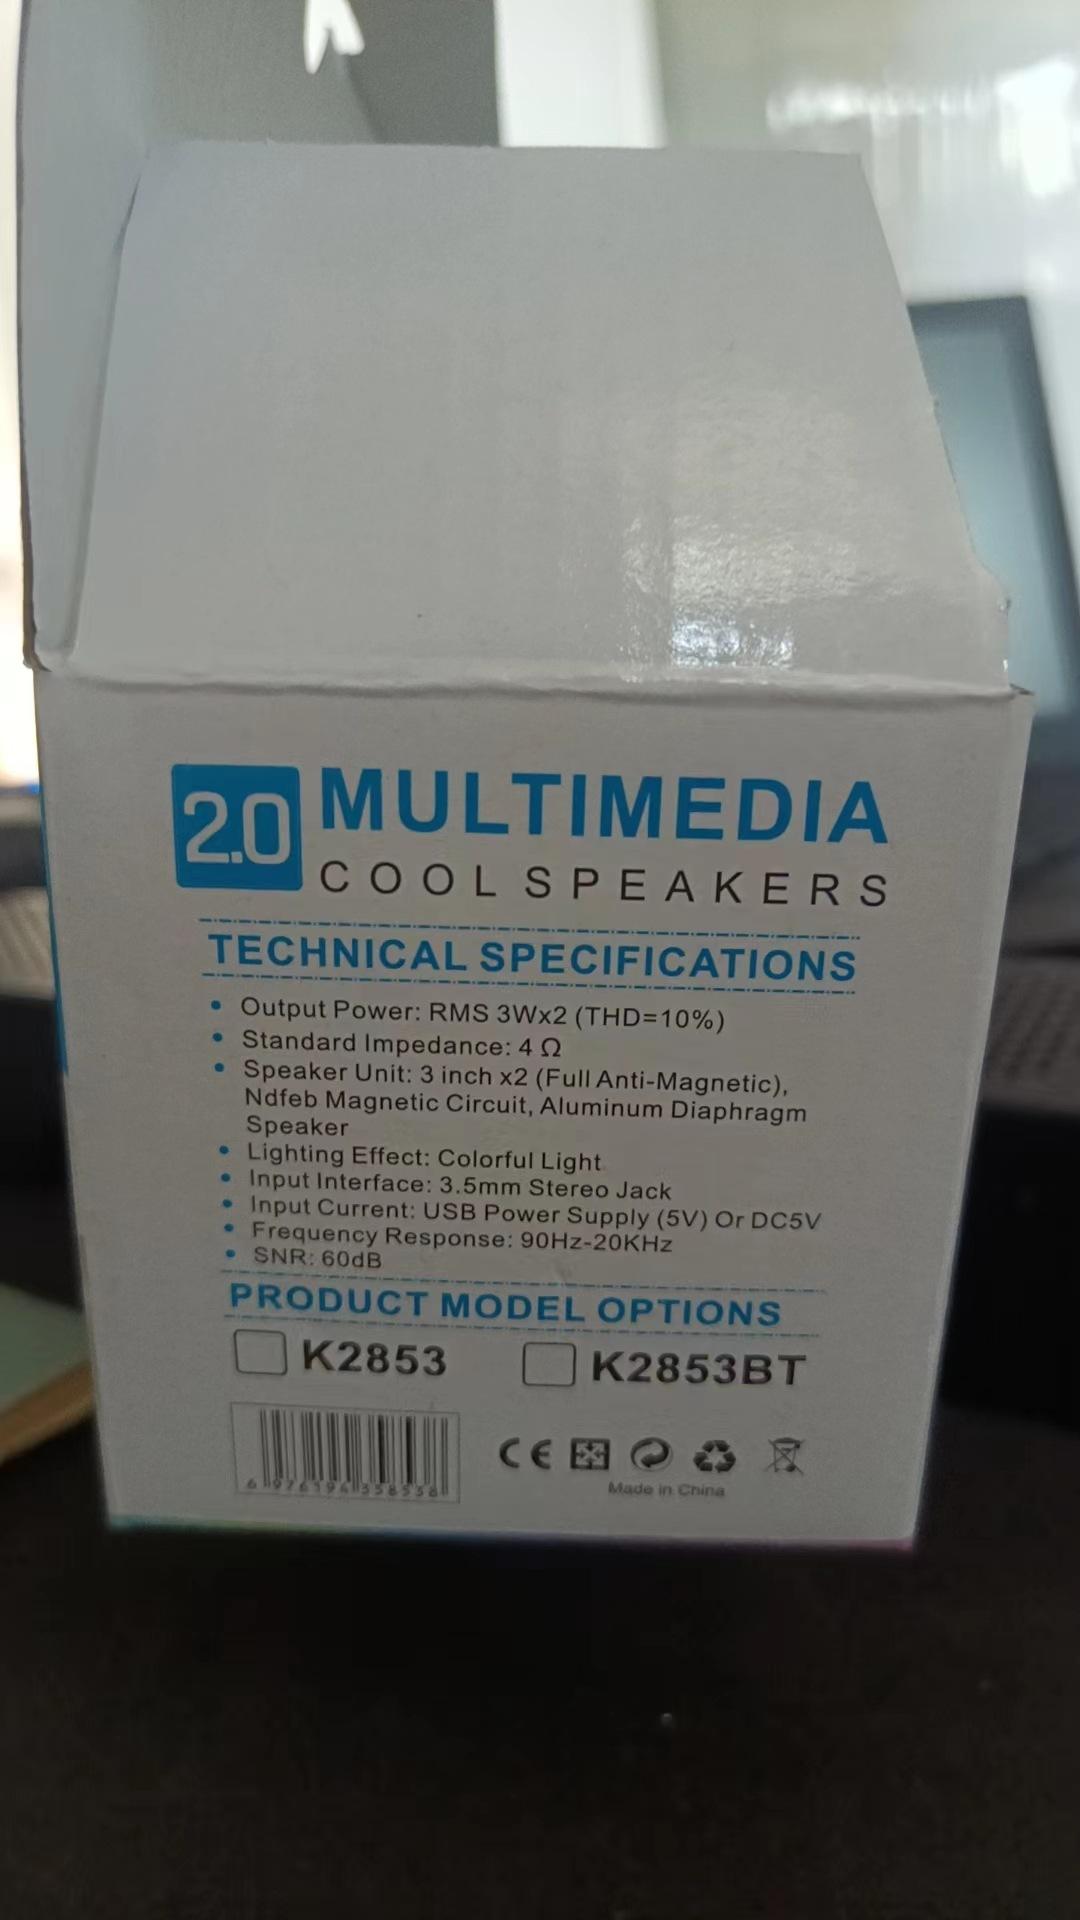 2.0 MULTIMEDIA
COOL SPEAKERS
TECHNICAL SPECIFICATIONS
• Output Power: RMS 3Wx2 (THD=10%)
• Standard Impedance: 4 Ω
• Speaker Unit: 3 inch x2 (Full Anti-Magnetic),
Ndfeb Magnetic Circuit, Aluminum Diaphragm
Speaker
• Lighting Effect: Colorful Light
• Input Interface: 3.5mm Stereo Jack
• Input Current: USB Power Supply (5V) Or DC5V
• Frequency Response: 90Hz-20KHz
• SNR: 60dB
PRODUCT MODEL OPTIONS
K2853 K2853BT
CE
Made in China